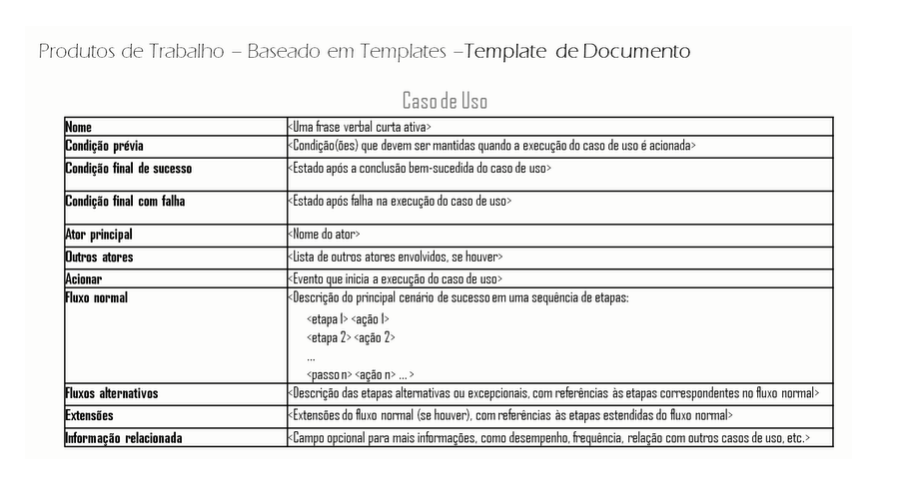 Produtos de Trabalho – Baseado em Templates –Template de Documento
Caso de Uso
Nome <Uma frase verbal curta ativa>
Condição prévia <Condição(ões) que devem ser mantidas quando a execução do caso de uso é acionada>
Condição final de sucesso <Estado após a conclusão bem-sucedida do caso de uso>
Condição final com falha <Estado após falha na execução do caso de uso>
Ator principal <Nome do ator>
Outros atores <Lista de outros atores envolvidos, se houver>
Acionar <Evento que inicia a execução do caso de uso>
Fluxo normal <Descrição do principal cenário de sucesso em uma sequência de etapas:
<etapa 1> <ação 1>
<etapa 2> <ação 2>
...
<passo n> <ação n> ... >
Fluxos alternativos <Descrição das etapas alternativas ou excepcionais, com referências às etapas correspondentes no fluxo normal>
Extensões <Extensões do fluxo normal (se houver), com referências às etapas estendidas do fluxo normal>
Informação relacionada <Campo opcional para mais informações, como desempenho, frequência, relação com outros casos de uso, etc.>